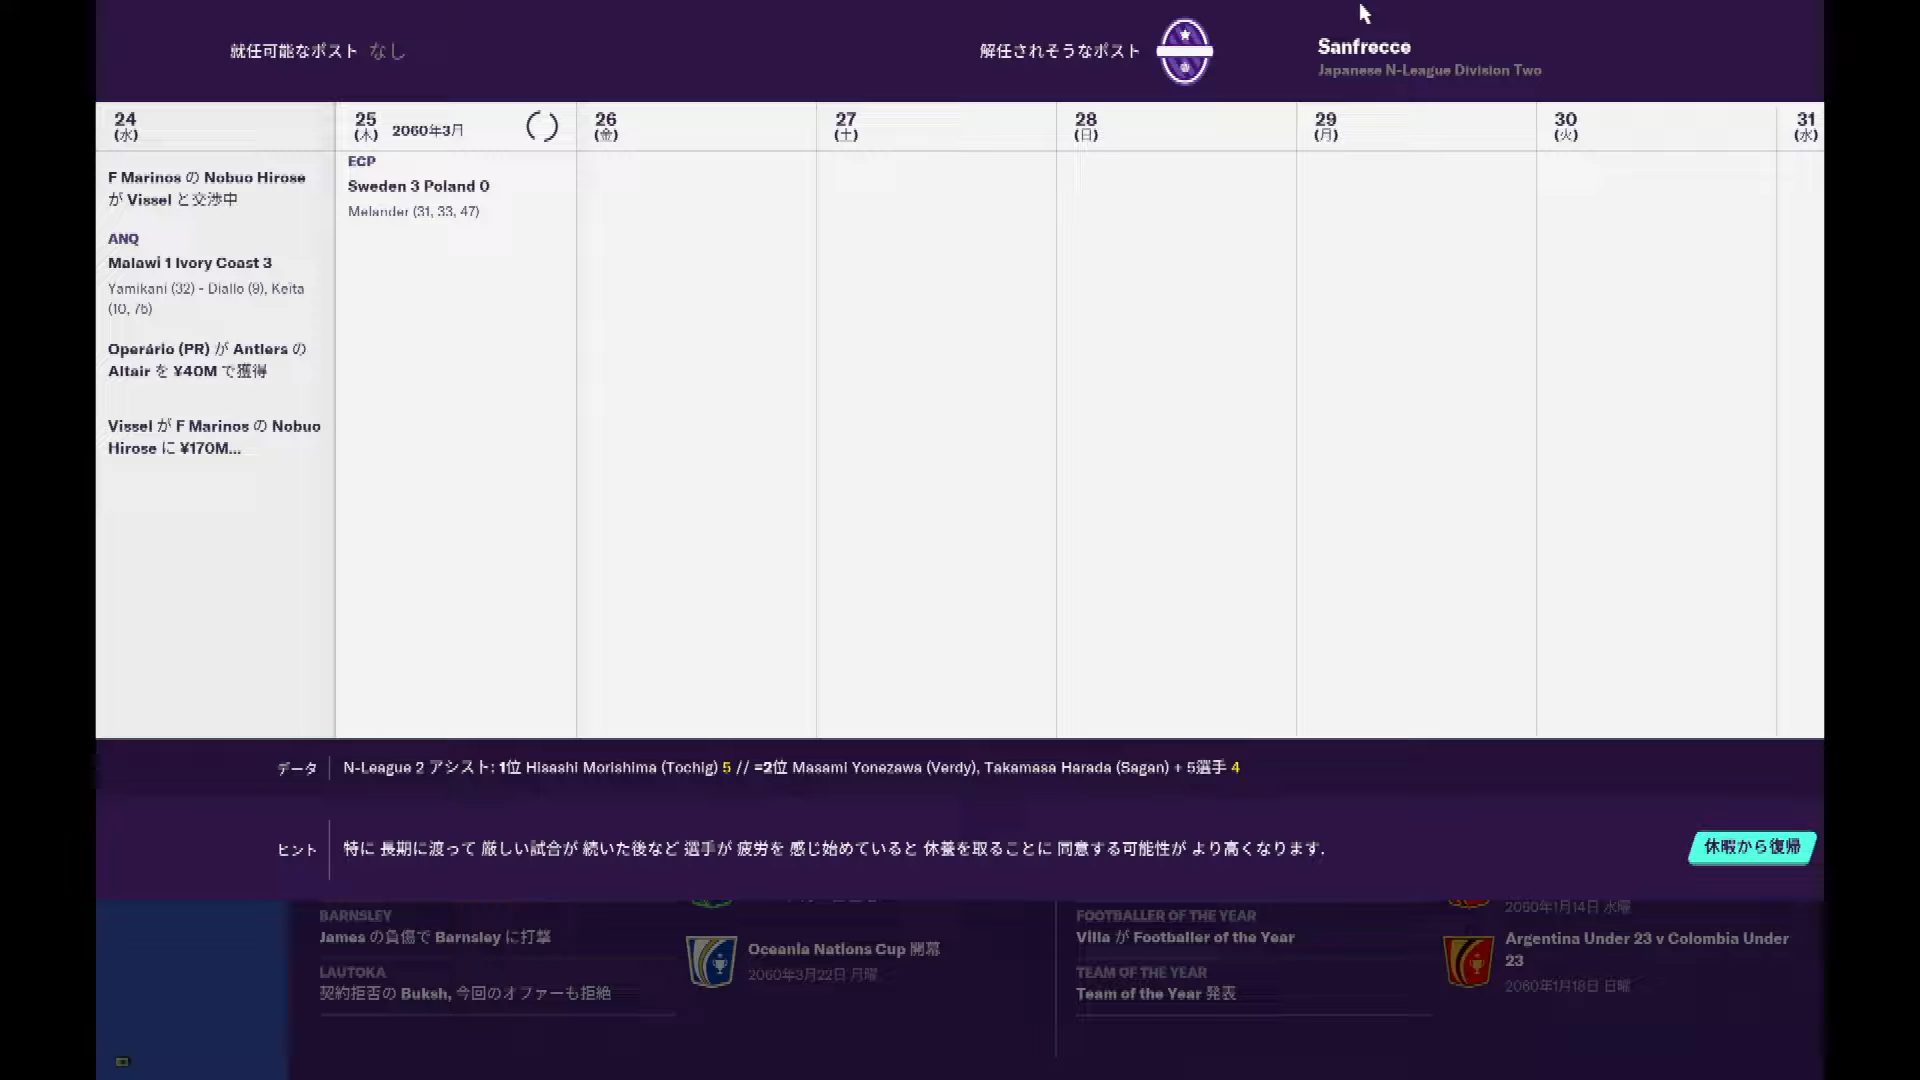 就任可能なポスト なし
解任されそうなポスト
Sanfrecce
Japanese N-League Division Two
24
(水)
25
(木) 2060年3月
26
(金)
27
(土)
28
(日)
29
(月)
30
(火)
31
(水)
F Marinos の Nobuo Hirose
が Vissel と交渉中
ANQ
Malawi 1 Ivory Coast 3
Yamikani (32) - Diallo (9), Keïta
(10, 76)
Operário (PR) が Antlers の
Altair を ¥40M で獲得
Vissel が F Marinos の Nobuo
Hirose に ¥170M...
ECP
Sweden 3 Poland 0
Melander (31, 33, 47)
データ
N-League 2 アシスト: 1位 Hisashi Morishima (Tochig) 5 // =2位 Masami Yonezawa (Verdy), Takamasa Harada (Sagan) + 5選手 4
ヒント
特に 長期に渡って 厳しい試合が 続いた後など 選手が 疲労を 感じ始めていると 休養を取ることに 同意する可能性が より高くなります.
休暇から復帰
BARNSLEY
James の負傷で Barnsley に打撃
LAUTOKA
契約拒否の Buksh, 今回のオファーも拒絶
Oceania Nations Cup 開幕
2060年3月22日 月曜
FOOTBALLER OF THE YEAR
Villa が Footballer of the Year
TEAM OF THE YEAR
Team of the Year 発表
2060年1月14日 水曜
Argentina Under 23 v Colombia Under
23
2060年1月18日 日曜